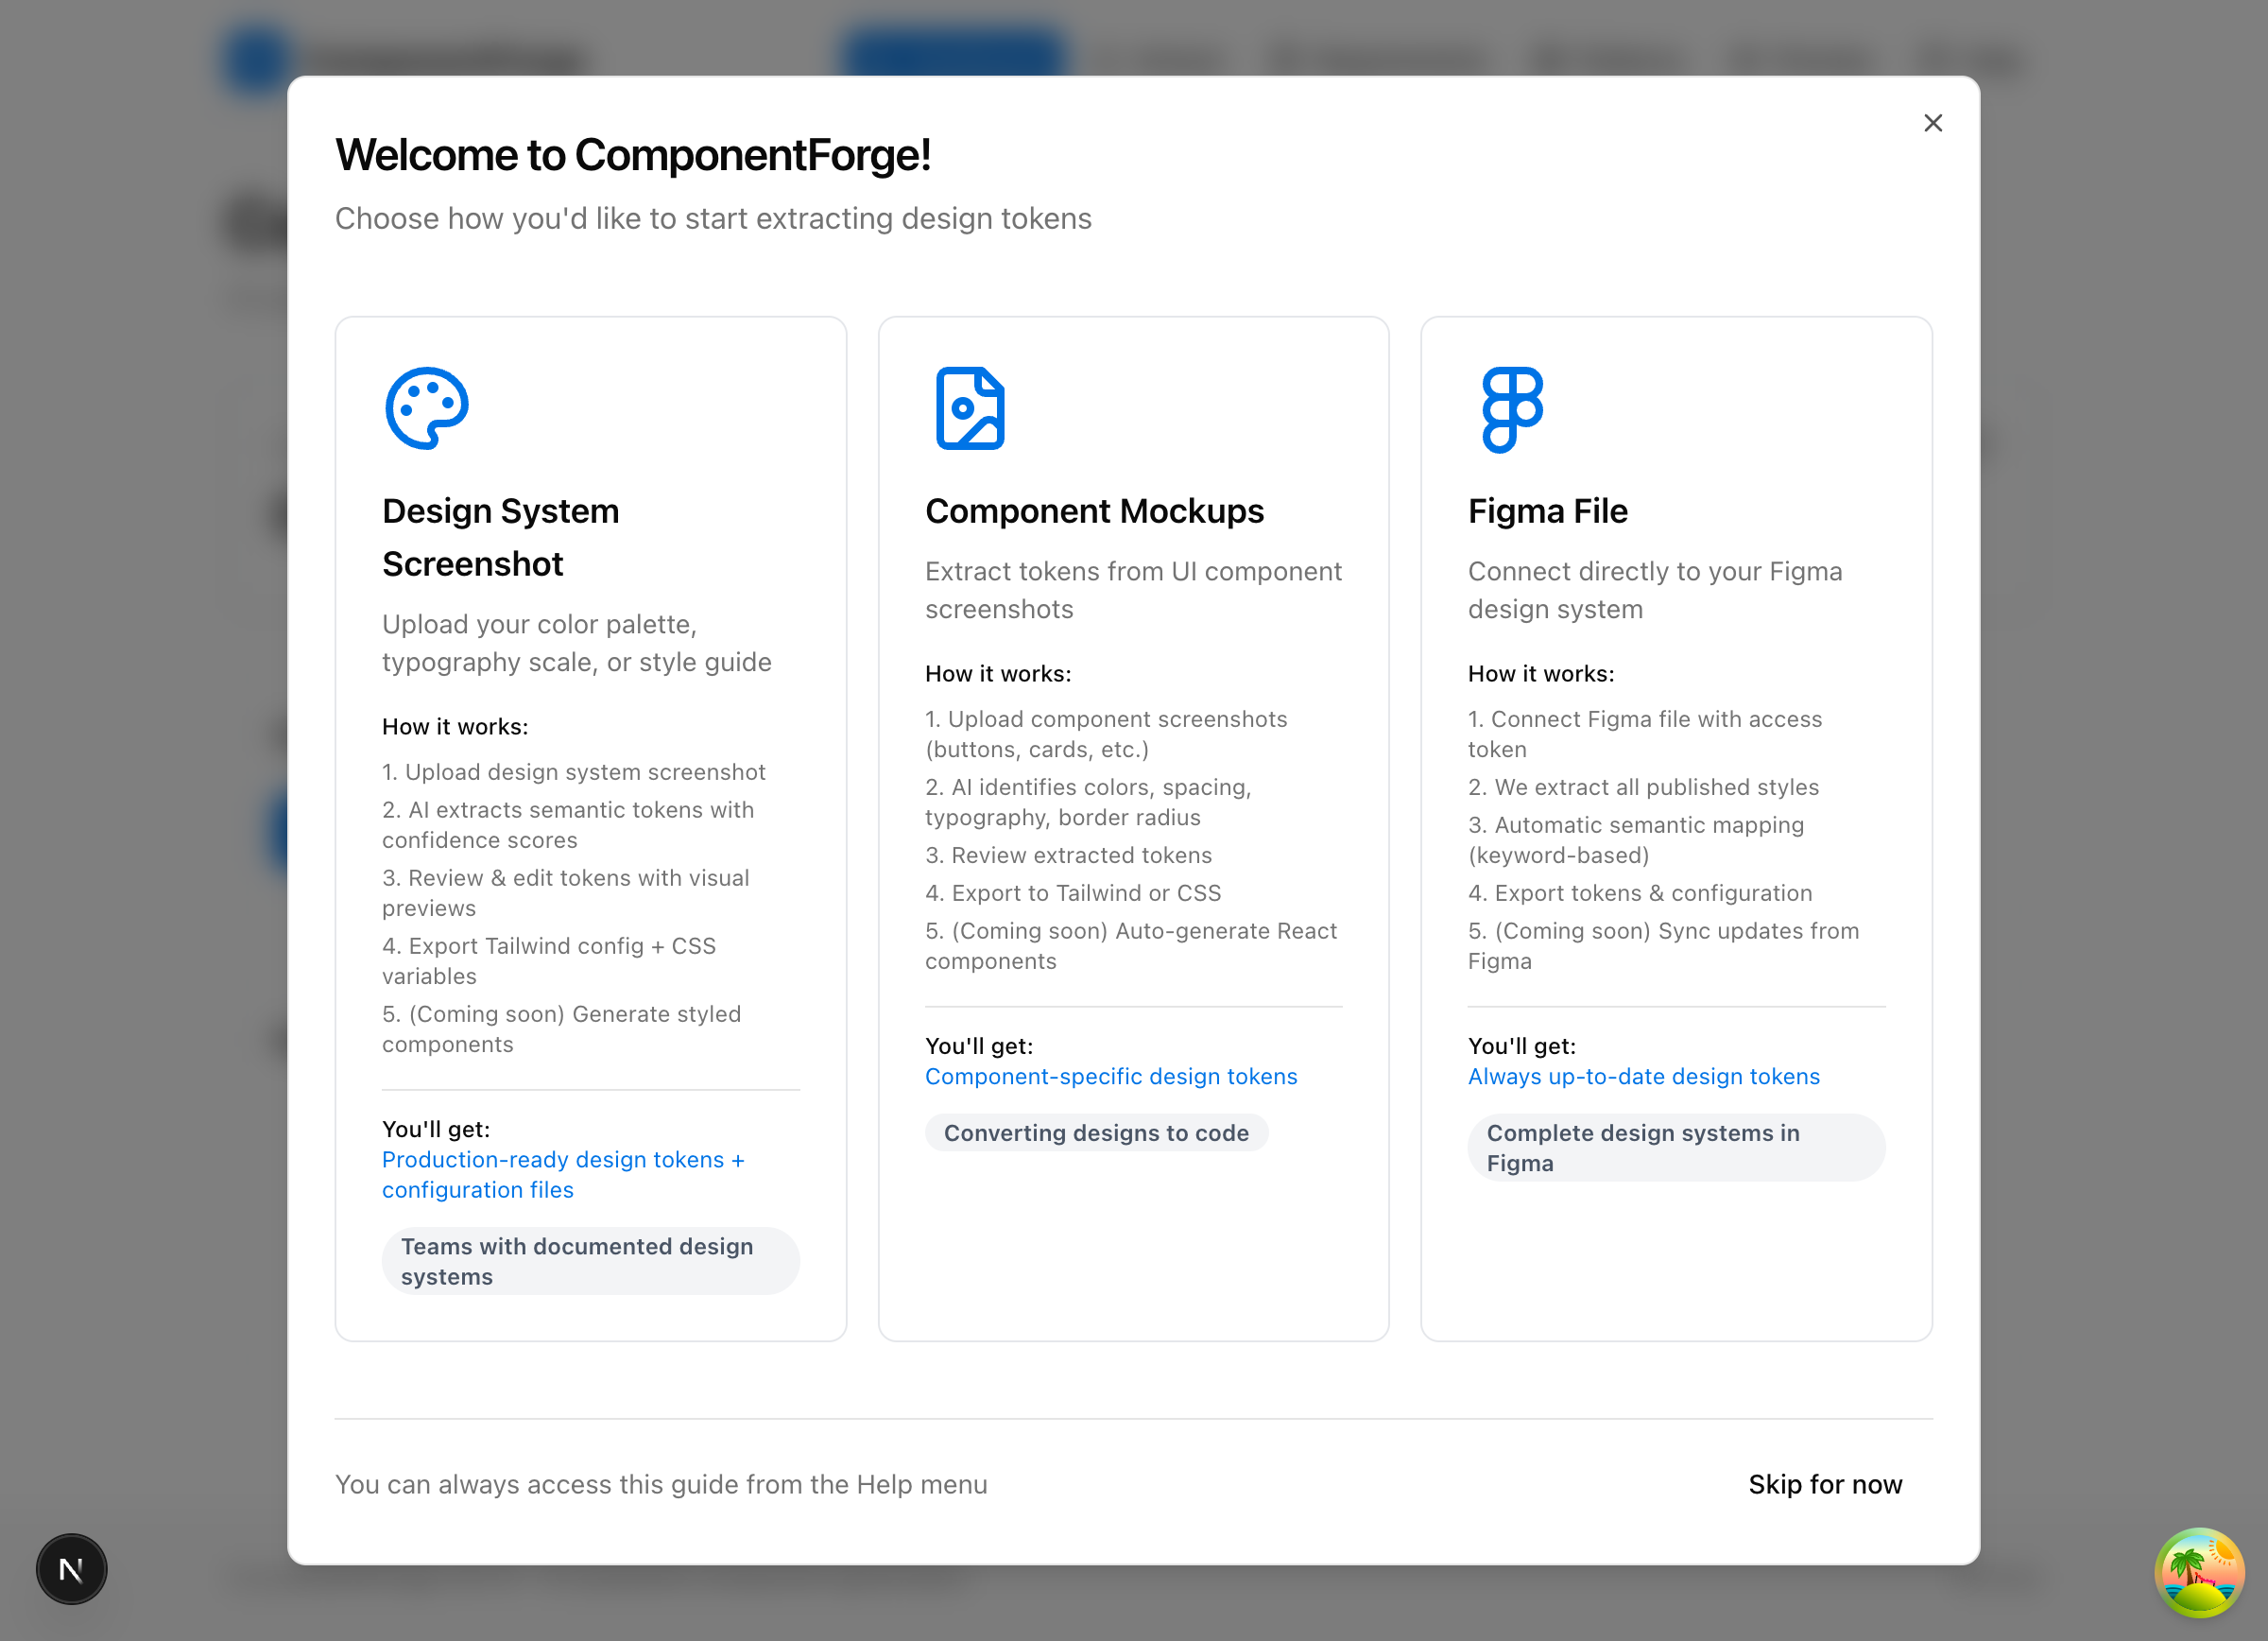 Welcome to ComponentForge!
Choose how you'd like to start extracting design tokens
Design System
Screenshot
Upload your color palette,
typography scale, or style guide
How it works:
1. Upload design system screenshot
2. AI extracts semantic tokens with
confidence scores
3. Review & edit tokens with visual
previews
4. Export Tailwind config + CSS
variables
5. (Coming soon) Generate styled
components
You'll get:
Production-ready design tokens +
configuration files
Teams with documented design
systems
Component Mockups
Extract tokens from UI component
screenshots
How it works:
1. Upload component screenshots
(buttons, cards, etc.)
2. AI identifies colors, spacing,
typography, border radius
3. Review extracted tokens
4. Export to Tailwind or CSS
5. (Coming soon) Auto-generate React
components
You'll get:
Component-specific design tokens
Converting designs to code
Figma File
Connect directly to your Figma
design system
How it works:
1. Connect Figma file with access
token
2. We extract all published styles
3. Automatic semantic mapping
(keyword-based)
4. Export tokens & configuration
5. (Coming soon) Sync updates from
Figma
You'll get:
Always up-to-date design tokens
Complete design systems in
Figma
You can always access this guide from the Help menu
Skip for now
N